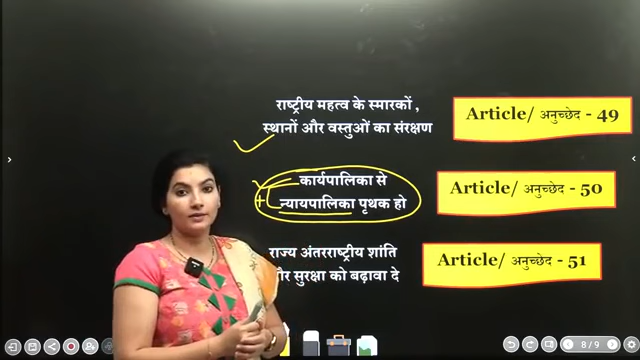 राष्ट्रीय महत्व के स्मारकों ,
स्थानों और वस्तुओं का संरक्षण
Article/ अनुच्छेद - 49
कार्यपालिका से
न्यायपालिका पृथक हो
Article/ अनुच्छेद - 50
राज्य अंतरराष्ट्रीय शांति
सुरक्षा को बढ़ावा दे
Article/ अनुच्छेद - 51
8 / 9